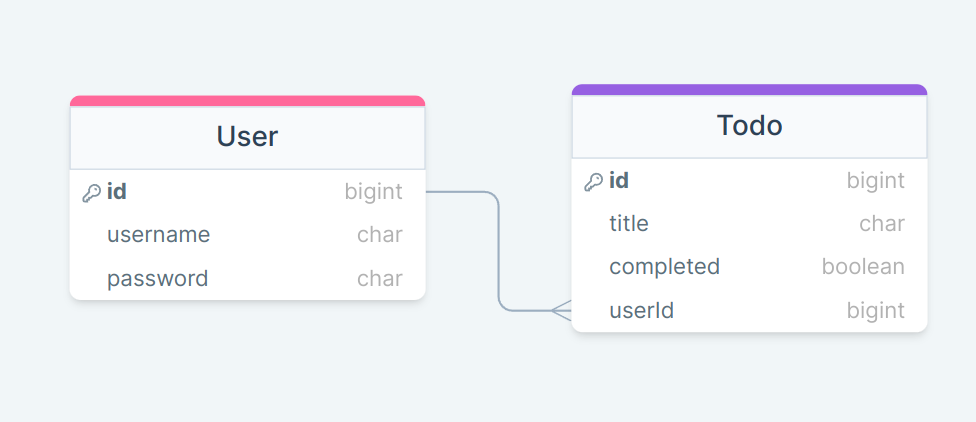 User
id bigint
username char
password char
Todo
id bigint
title char
completed boolean
userId bigint